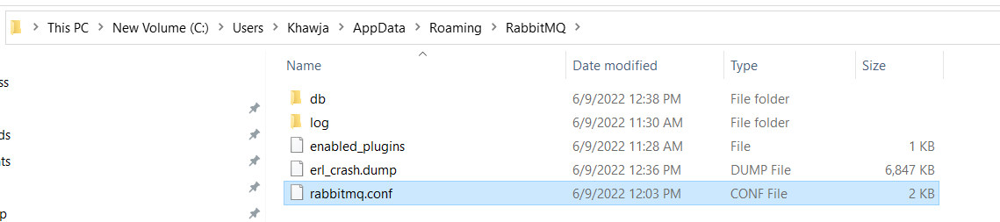 This PC > New Volume (C:) > Users > Khawja > AppData > Roaming > RabbitMQ >
Name Date modified Type Size
ss
db 6/9/2022 12:38 PM File folder
ds log 6/9/2022 11:30 AM File folder
enabled_plugins 6/9/2022 11:28 AM File 1 KB
nts erl_crash.dump 6/9/2022 12:36 PM DUMP File 6,847 KB
rabbitmq.conf 6/9/2022 12:03 PM CONF File 2 KB
p